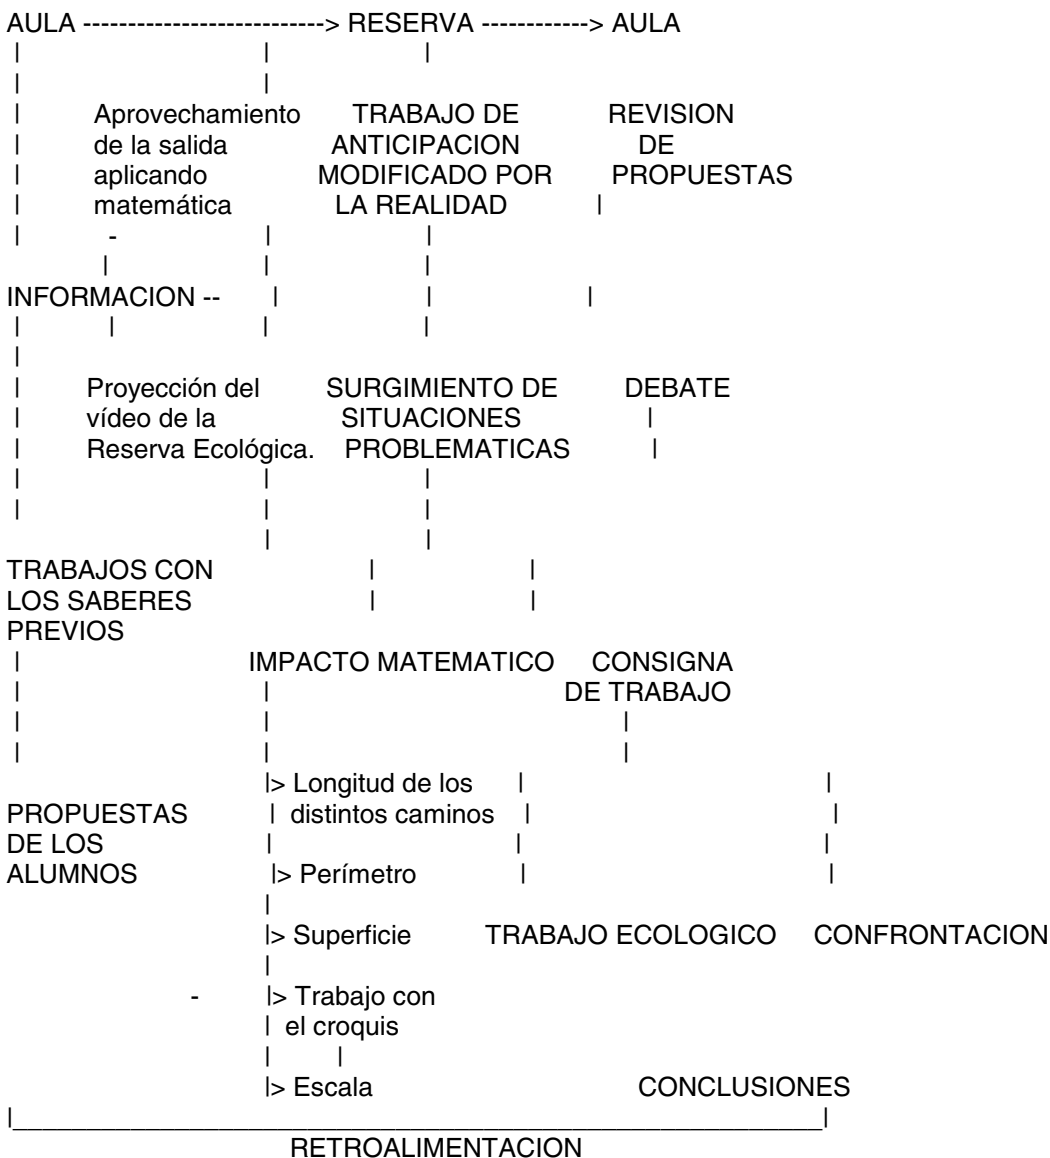 AULA ---------------------------> RESERVA ------------> AULA
| | |
| |
| Aprovechamiento TRABAJO DE REVISION
| de la salida ANTICIPACION DE
| aplicando MODIFICADO POR PROPUESTAS
| matemática LA REALIDAD |
| - | |
| | |
INFORMACION -- | | |
| | | |
|
| Proyección del SURGIMIENTO DE DEBATE
| vídeo de la SITUACIONES |
| Reserva Ecológica. PROBLEMATICAS |
| | |
| | |
| |
TRABAJOS CON | |
LOS SABERES | |
PREVIOS
| IMPACTO MATEMATICO CONSIGNA
| | DE TRABAJO
| | |
| | |
|> Longitud de los | |
PROPUESTAS | distintos caminos | |
DE LOS | | |
ALUMNOS |> Perímetro | |
|
|> Superficie TRABAJO ECOLOGICO CONFRONTACION
|
- |> Trabajo con
| el croquis
| |
|> Escala CONCLUSIONES
|__________________________________________________________|
RETROALIMENTACION